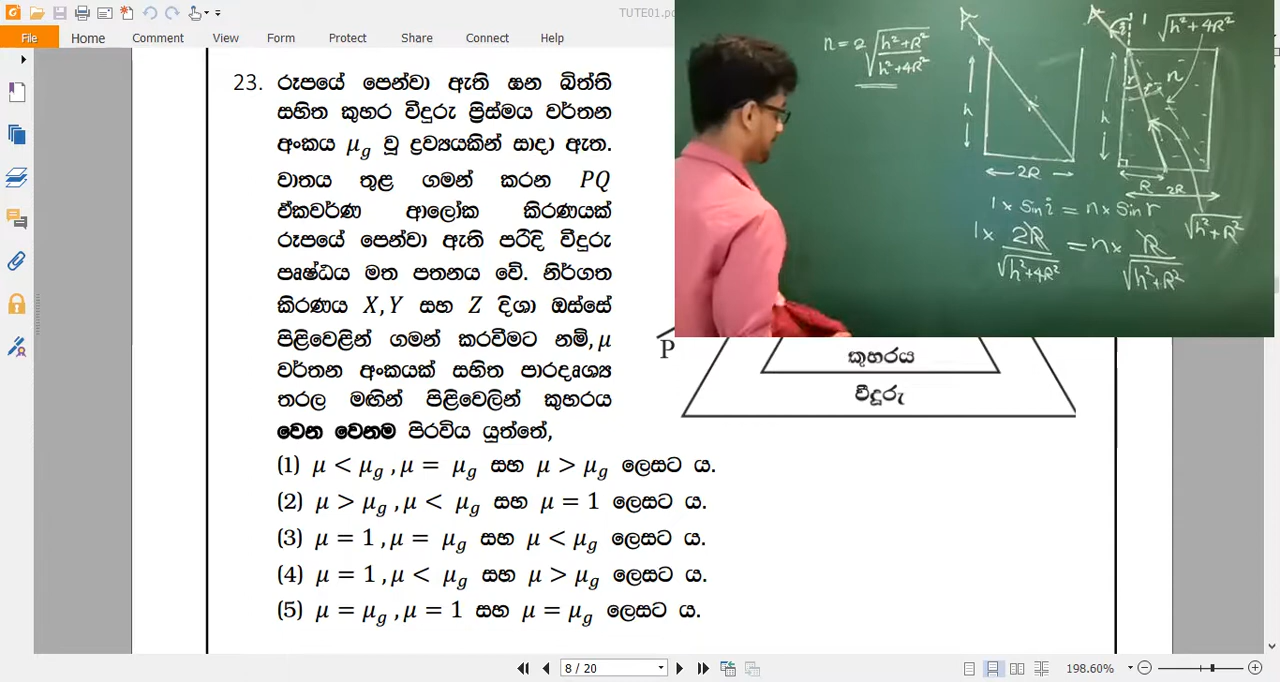 TUTE01.p
File Home Comment View Form Protect Share Connect Help
23. රූපයේ පෙන්වා ඇති ඝන බිත්ති
සහිත කුහර වීදුරු ප්‍රිස්මය වර්තන
අංකය μg වූ ද්‍රව්‍යයකින් සාදා ඇත.
වාතය තුළ ගමන් කරන PQ
ඒකවර්ණ ආලෝක කිරණයක්
රූපයේ පෙන්වා ඇති පරිදි වීදුරු
පෘෂ්ඨය මත පතනය වේ. නිර්ගත
කිරණය X, Y සහ Z දිශා ඔස්සේ
පිළිවෙළින් ගමන් කරවීමට නම්, μ
වර්තන අංකයක් සහිත පාරදෘශ්‍ය
තරල මඟින් පිළිවෙලින් කුහරය
වෙන වෙනම පිරවිය යුත්තේ,
(1) μ < μg , μ = μg සහ μ > μg ලෙසට ය.
(2) μ > μg , μ < μg සහ μ = 1 ලෙසට ය.
(3) μ = 1 , μ = μg සහ μ < μg ලෙසට ය.
(4) μ = 1 , μ < μg සහ μ > μg ලෙසට ය.
(5) μ = μg , μ = 1 සහ μ = μg ලෙසට ය.
P
කුහරය
වීදුරු
n = 2 √(h²+R²/h²+4R²)
h
2R
√h²+4R²
i
r
n
h
R 2R
√h²+R²
1 × Sin i = n × Sin r
1 × 2R/√h²+4R² = n × R/√h²+R²
8 / 20
198.60%